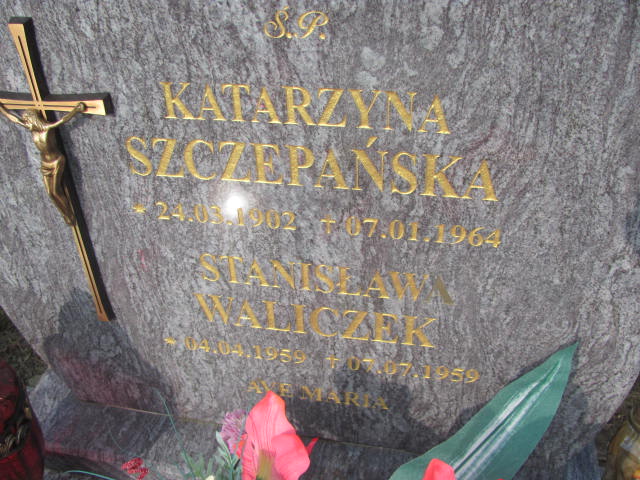 Ś.P.
KATARZYNA
SZCZEPAŃSKA
* 24.03.1902 † 07.01.1964
STANISŁAWA
WALICZEK
* 04.04.1959 † 07.07.1959
AVE MARIA